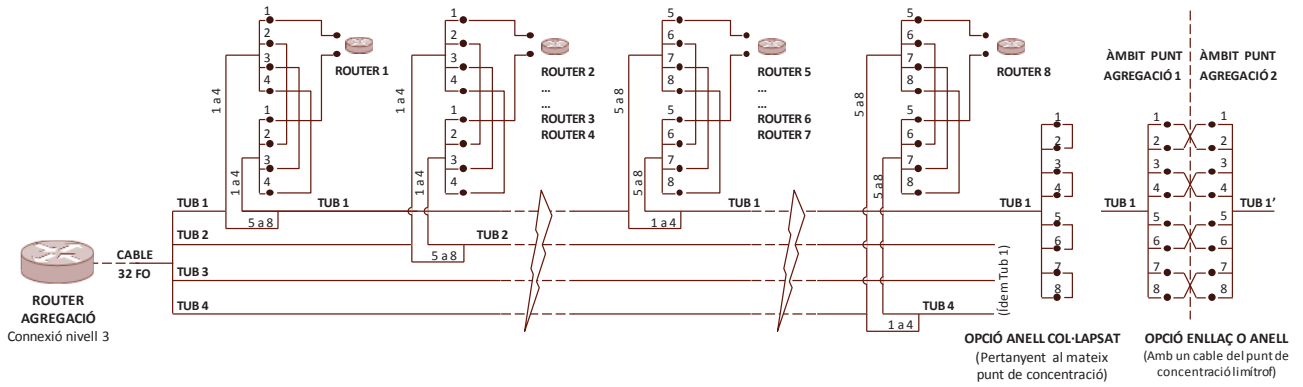 1
2
3
4
1
2
3
4
1 a 4
1 a 4
5 a 8
ROUTER 1
1
2
3
4
1
2
3
4
1 a 4
1 a 4
5 a 8
ROUTER 2
...
...
ROUTER 3
ROUTER 4
5
6
7
8
5
6
7
8
5 a 8
5 a 8
1 a 4
ROUTER 5
...
...
ROUTER 6
ROUTER 7
5
6
7
8
5
6
7
8
5 a 8
5 a 8
1 a 4
ROUTER 8
ÀMBIT PUNT
AGREGACIÓ 1
ÀMBIT PUNT
AGREGACIÓ 2
1
2
3
4
5
6
7
8
1
2
3
4
5
6
7
8
1
2
3
4
5
6
7
8
TUB 1
TUB 1
TUB 1
TUB 1
TUB 1
TUB 1'
TUB 2
TUB 2
TUB 3
TUB 4
TUB 4
(Ídem Tub 1)
CABLE
32 FO
ROUTER
AGREGACIÓ
Connexió nivell 3
OPCIÓ ANELL COL·LAPSAT
(Pertanyent al mateix
punt de concentració)
OPCIÓ ENLLAÇ O ANELL
(Amb un cable del punt de
concentració limítrof)